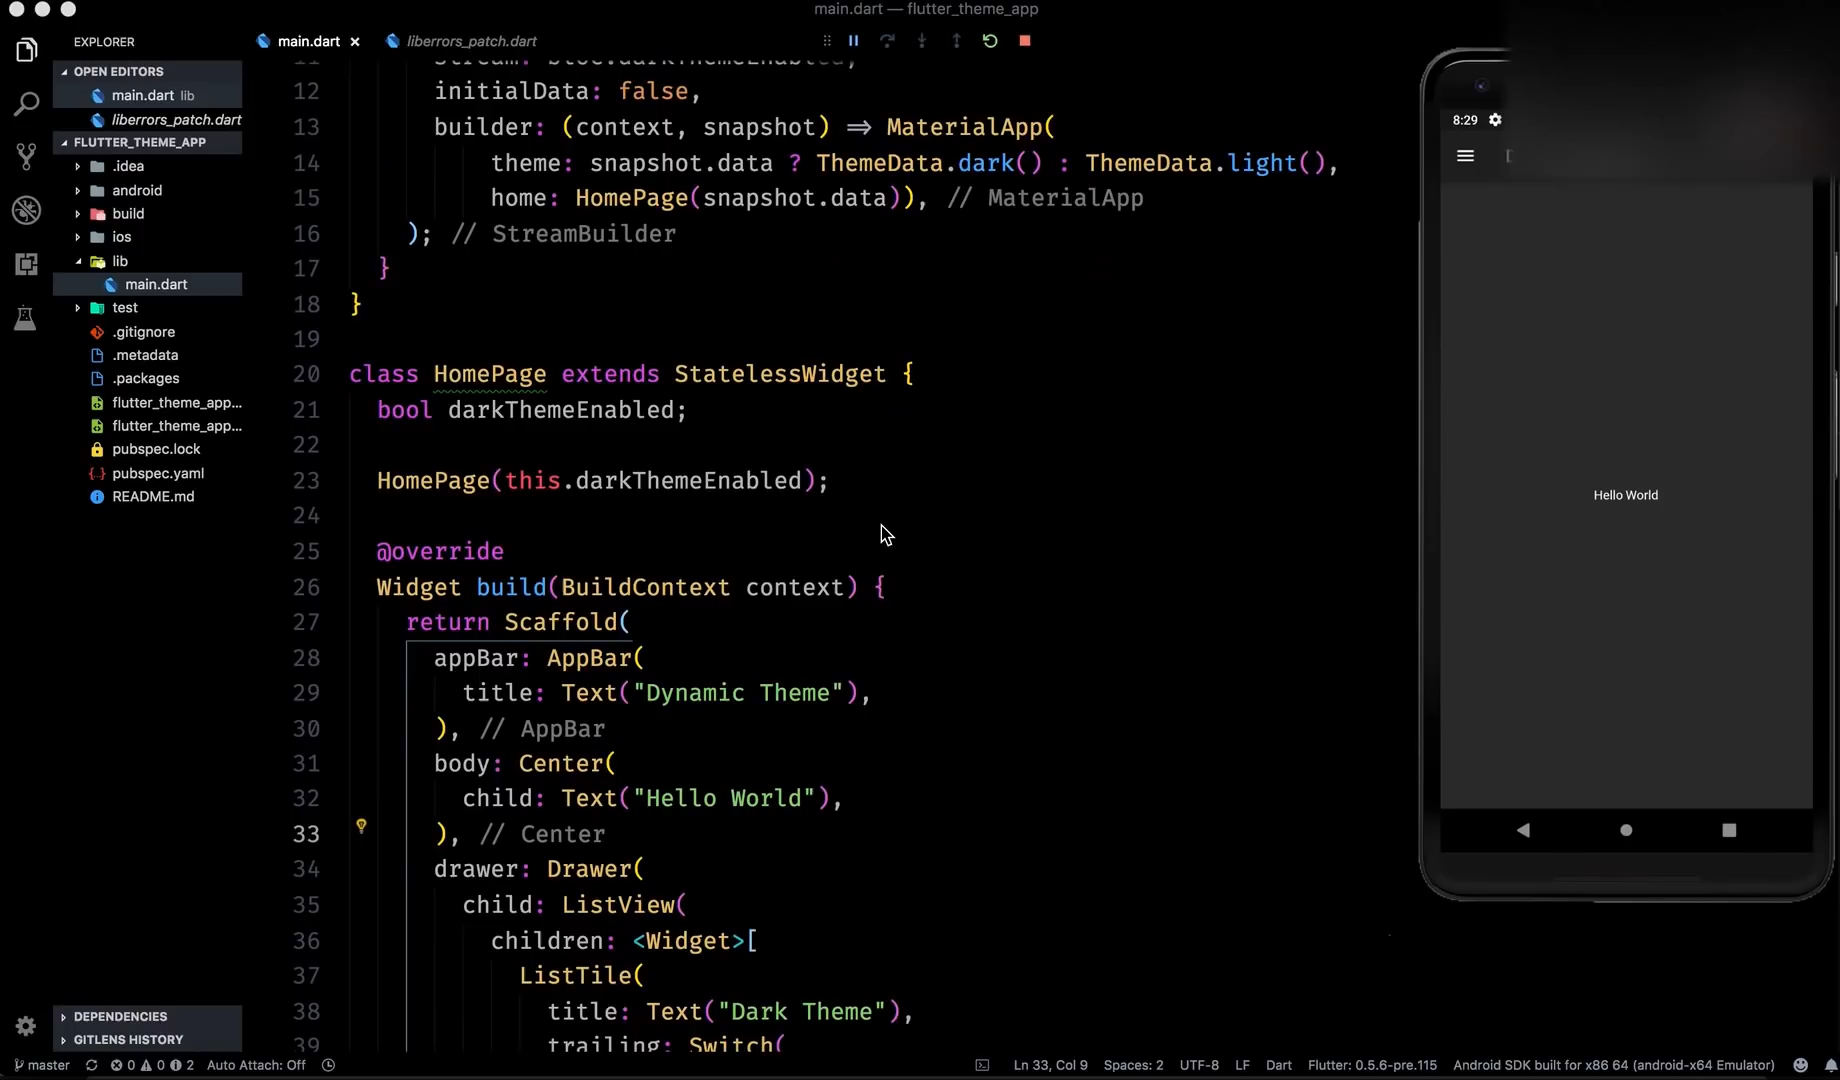 main.dart — flutter_theme_app
EXPLORER
OPEN EDITORS
main.dart lib
liberrors_patch.dart
FLUTTER_THEME_APP
.idea
android
build
ios
lib
main.dart
test
.gitignore
.metadata
.packages
flutter_theme_app...
flutter_theme_app...
pubspec.lock
pubspec.yaml
README.md
DEPENDENCIES
GITLENS HISTORY
main.dart
liberrors_patch.dart
11 stream: bloc.darkThemeEnabled,
12 initialData: false,
13 builder: (context, snapshot) => MaterialApp(
14 theme: snapshot.data ? ThemeData.dark() : ThemeData.light(),
15 home: HomePage(snapshot.data)), // MaterialApp
16 ); // StreamBuilder
17 }
18 }
19
20 class HomePage extends StatelessWidget {
21 bool darkThemeEnabled;
22
23 HomePage(this.darkThemeEnabled);
24
25 @override
26 Widget build(BuildContext context) {
27 return Scaffold(
28 appBar: AppBar(
29 title: Text("Dynamic Theme"),
30 ), // AppBar
31 body: Center(
32 child: Text("Hello World"),
33 ), // Center
34 drawer: Drawer(
35 child: ListView(
36 children: <Widget>[
37 ListTile(
38 title: Text("Dark Theme"),
39 trailing: Switch(
8:29
Hello World
master
0 0 2
Auto Attach: Off
Ln 33, Col 9
Spaces: 2
UTF-8
LF
Dart
Flutter: 0.5.6-pre.115
Android SDK built for x86 64 (android-x64 Emulator)